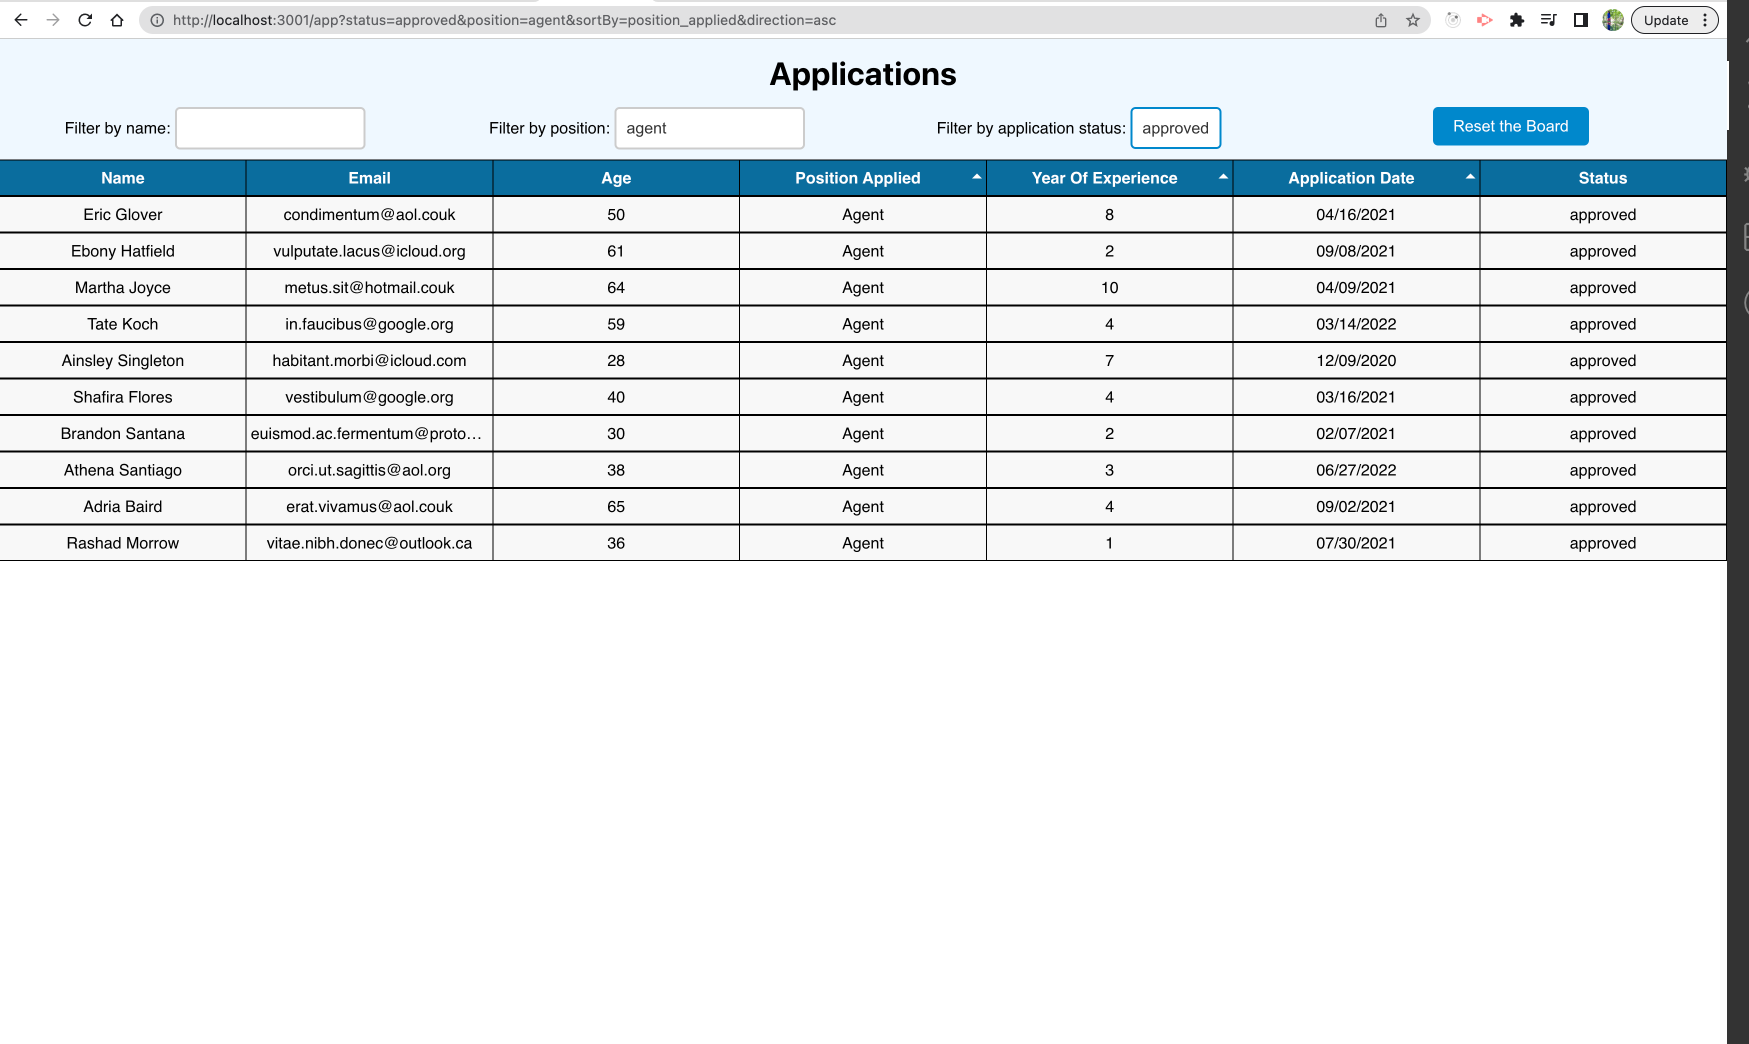 http://localhost:3001/app?status=approved&position=agent&sortBy=position_applied&direction=asc Update
Applications
Filter by name: Filter by position: agent Filter by application status: approved Reset the Board
Name Email Age Position Applied Year Of Experience Application Date Status
Eric Glover condimentum@aol.couk 50 Agent 8 04/16/2021 approved
Ebony Hatfield vulputate.lacus@icloud.org 61 Agent 2 09/08/2021 approved
Martha Joyce metus.sit@hotmail.couk 64 Agent 10 04/09/2021 approved
Tate Koch in.faucibus@google.org 59 Agent 4 03/14/2022 approved
Ainsley Singleton habitant.morbi@icloud.com 28 Agent 7 12/09/2020 approved
Shafira Flores vestibulum@google.org 40 Agent 4 03/16/2021 approved
Brandon Santana euismod.ac.fermentum@proto... 30 Agent 2 02/07/2021 approved
Athena Santiago orci.ut.sagittis@aol.org 38 Agent 3 06/27/2022 approved
Adria Baird erat.vivamus@aol.couk 65 Agent 4 09/02/2021 approved
Rashad Morrow vitae.nibh.donec@outlook.ca 36 Agent 1 07/30/2021 approved